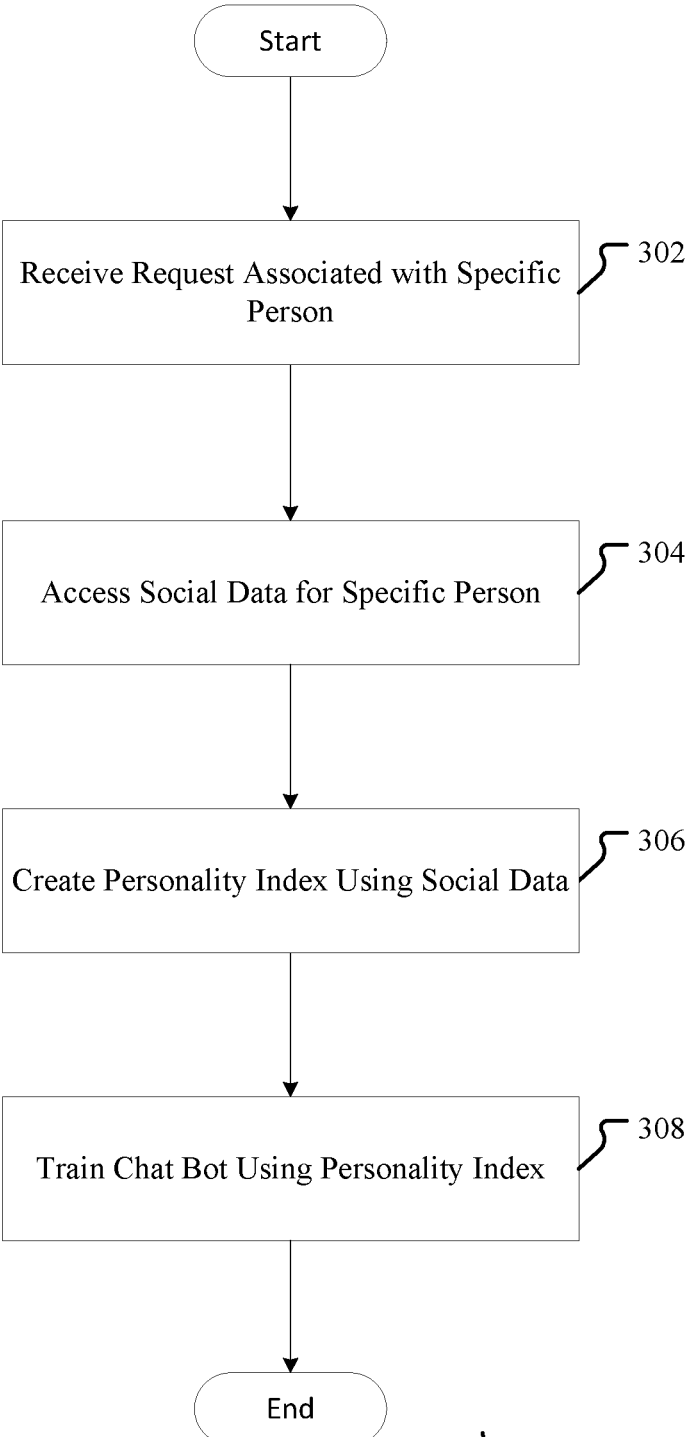 Start
Receive Request Associated with Specific
Person
302
Access Social Data for Specific Person
304
Create Personality Index Using Social Data
306
Train Chat Bot Using Personality Index
308
End